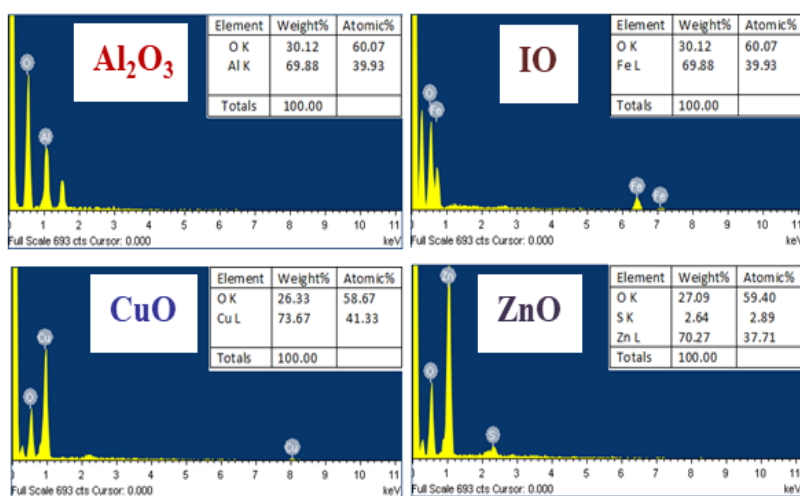 Al₂O₃
Element Weight% Atomic%
O K 30.12 60.07
Al K 69.88 39.93
Totals 100.00
O
Al
0 1 2 3 4 5 6 7 8 9 10 11
Full Scale 693 cts Cursor: 0.000 keV
IO
Element Weight% Atomic%
O K 30.12 60.07
Fe L 69.88 39.93
Totals 100.00
O
Fe
Fe
Fe
0 1 2 3 4 5 6 7 8 9 10 11
Full Scale 693 cts Cursor: 0.000 keV
CuO
Element Weight% Atomic%
O K 26.33 58.67
Cu L 73.67 41.33
Totals 100.00
Cu
O
Cu
0 1 2 3 4 5 6 7 8 9 10 11
Full Scale 693 cts Cursor: 0.000 keV
ZnO
Element Weight% Atomic%
O K 27.09 59.40
S K 2.64 2.89
Zn L 70.27 37.71
Totals 100.00
Zn
O
S
0 1 2 3 4 5 6 7 8 9 10 11
Full Scale 693 cts Cursor: 0.000 keV